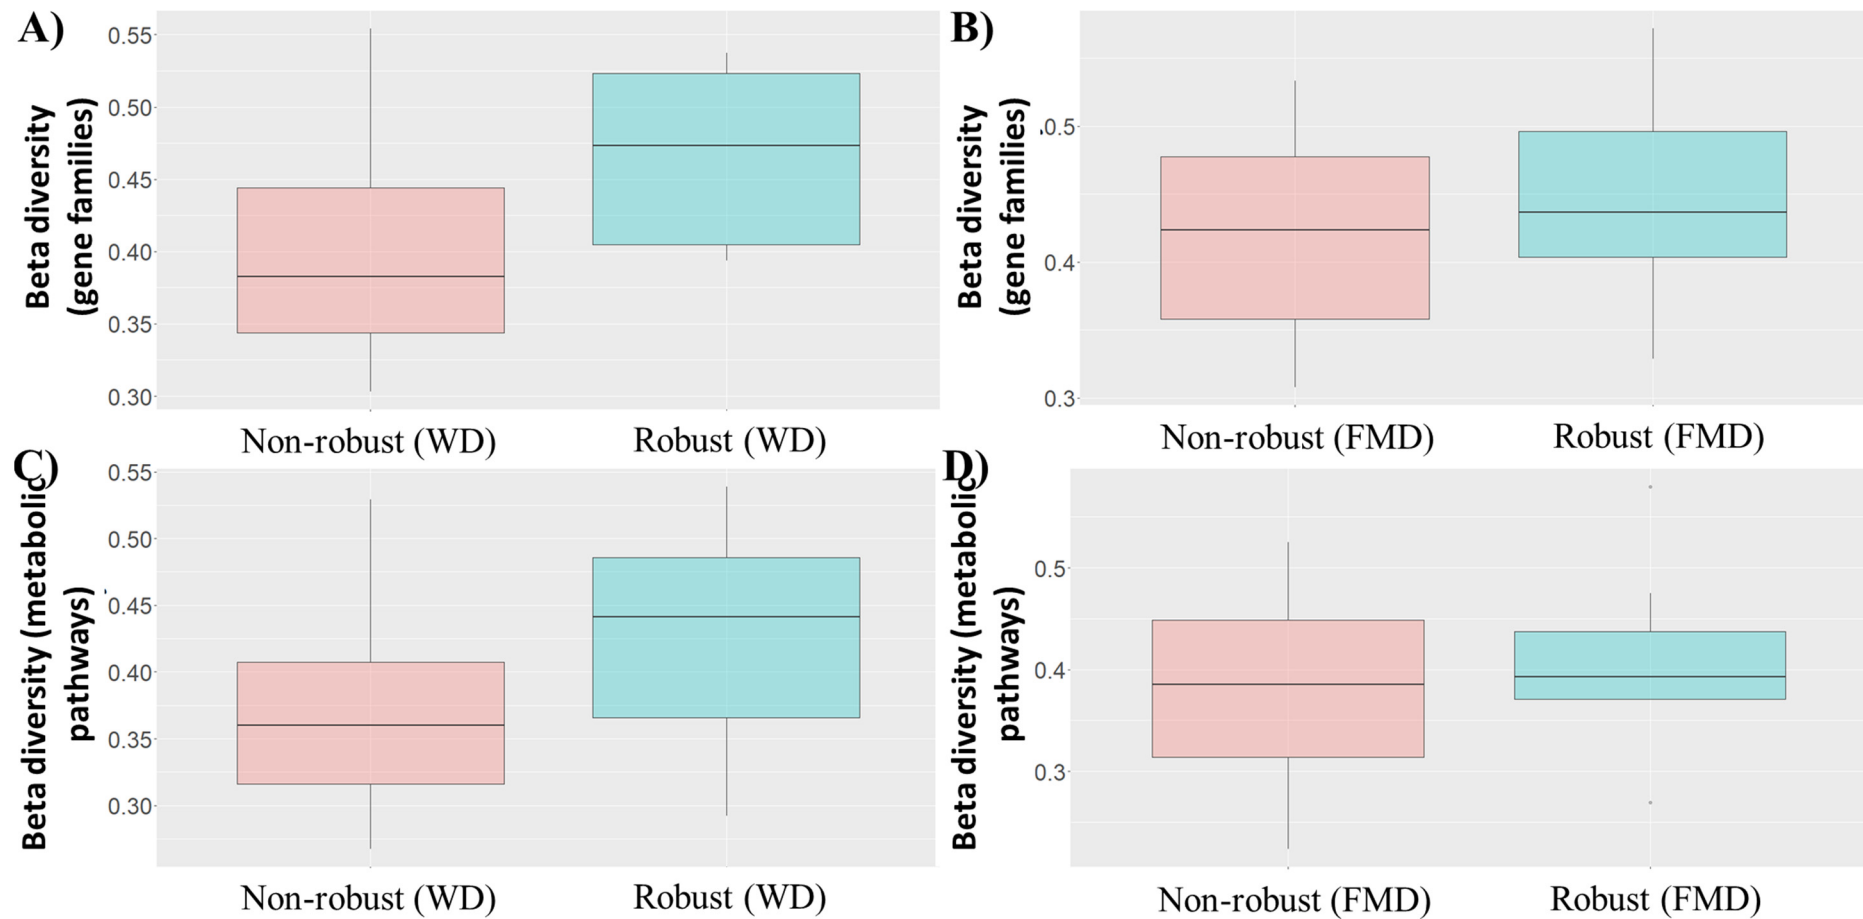 A)
Beta diversity
(gene families)
0.55
0.50
0.45
0.40
0.35
0.30
Non-robust (WD)
Robust (WD)
B)
Beta diversity
(gene families)
0.5
0.4
0.3
Non-robust (FMD)
Robust (FMD)
C)
Beta diversity (metabolic
pathways)
0.55
0.50
0.45
0.40
0.35
0.30
Non-robust (WD)
Robust (WD)
D)
Beta diversity (metabolic
pathways)
0.5
0.4
0.3
Non-robust (FMD)
Robust (FMD)